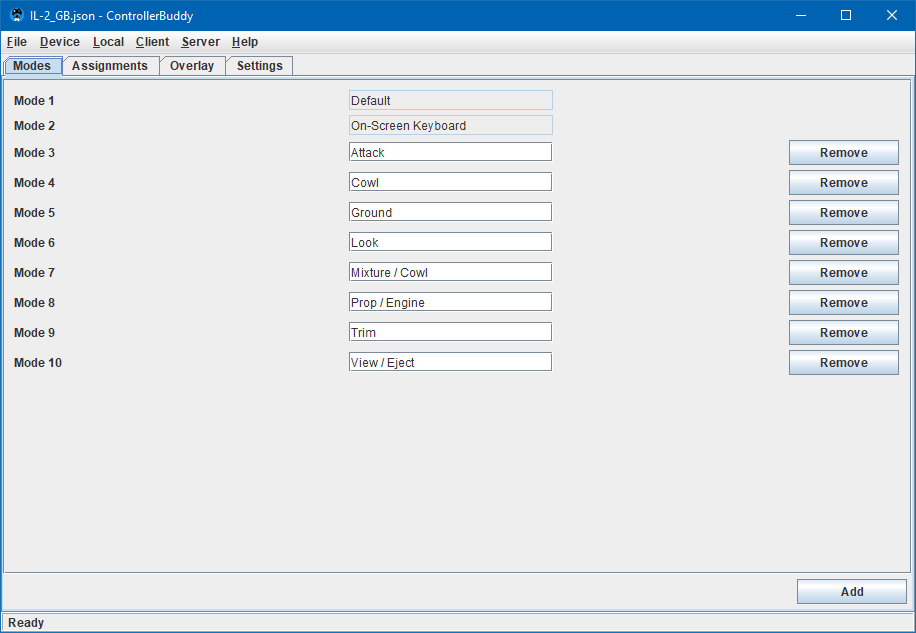 IL-2_GB.json - ControllerBuddy
File Device Local Client Server Help
Modes Assignments Overlay Settings
Mode 1 Default
Mode 2 On-Screen Keyboard
Mode 3 Attack Remove
Mode 4 Cowl Remove
Mode 5 Ground Remove
Mode 6 Look Remove
Mode 7 Mixture / Cowl Remove
Mode 8 Prop / Engine Remove
Mode 9 Trim Remove
Mode 10 View / Eject Remove
Add
Ready